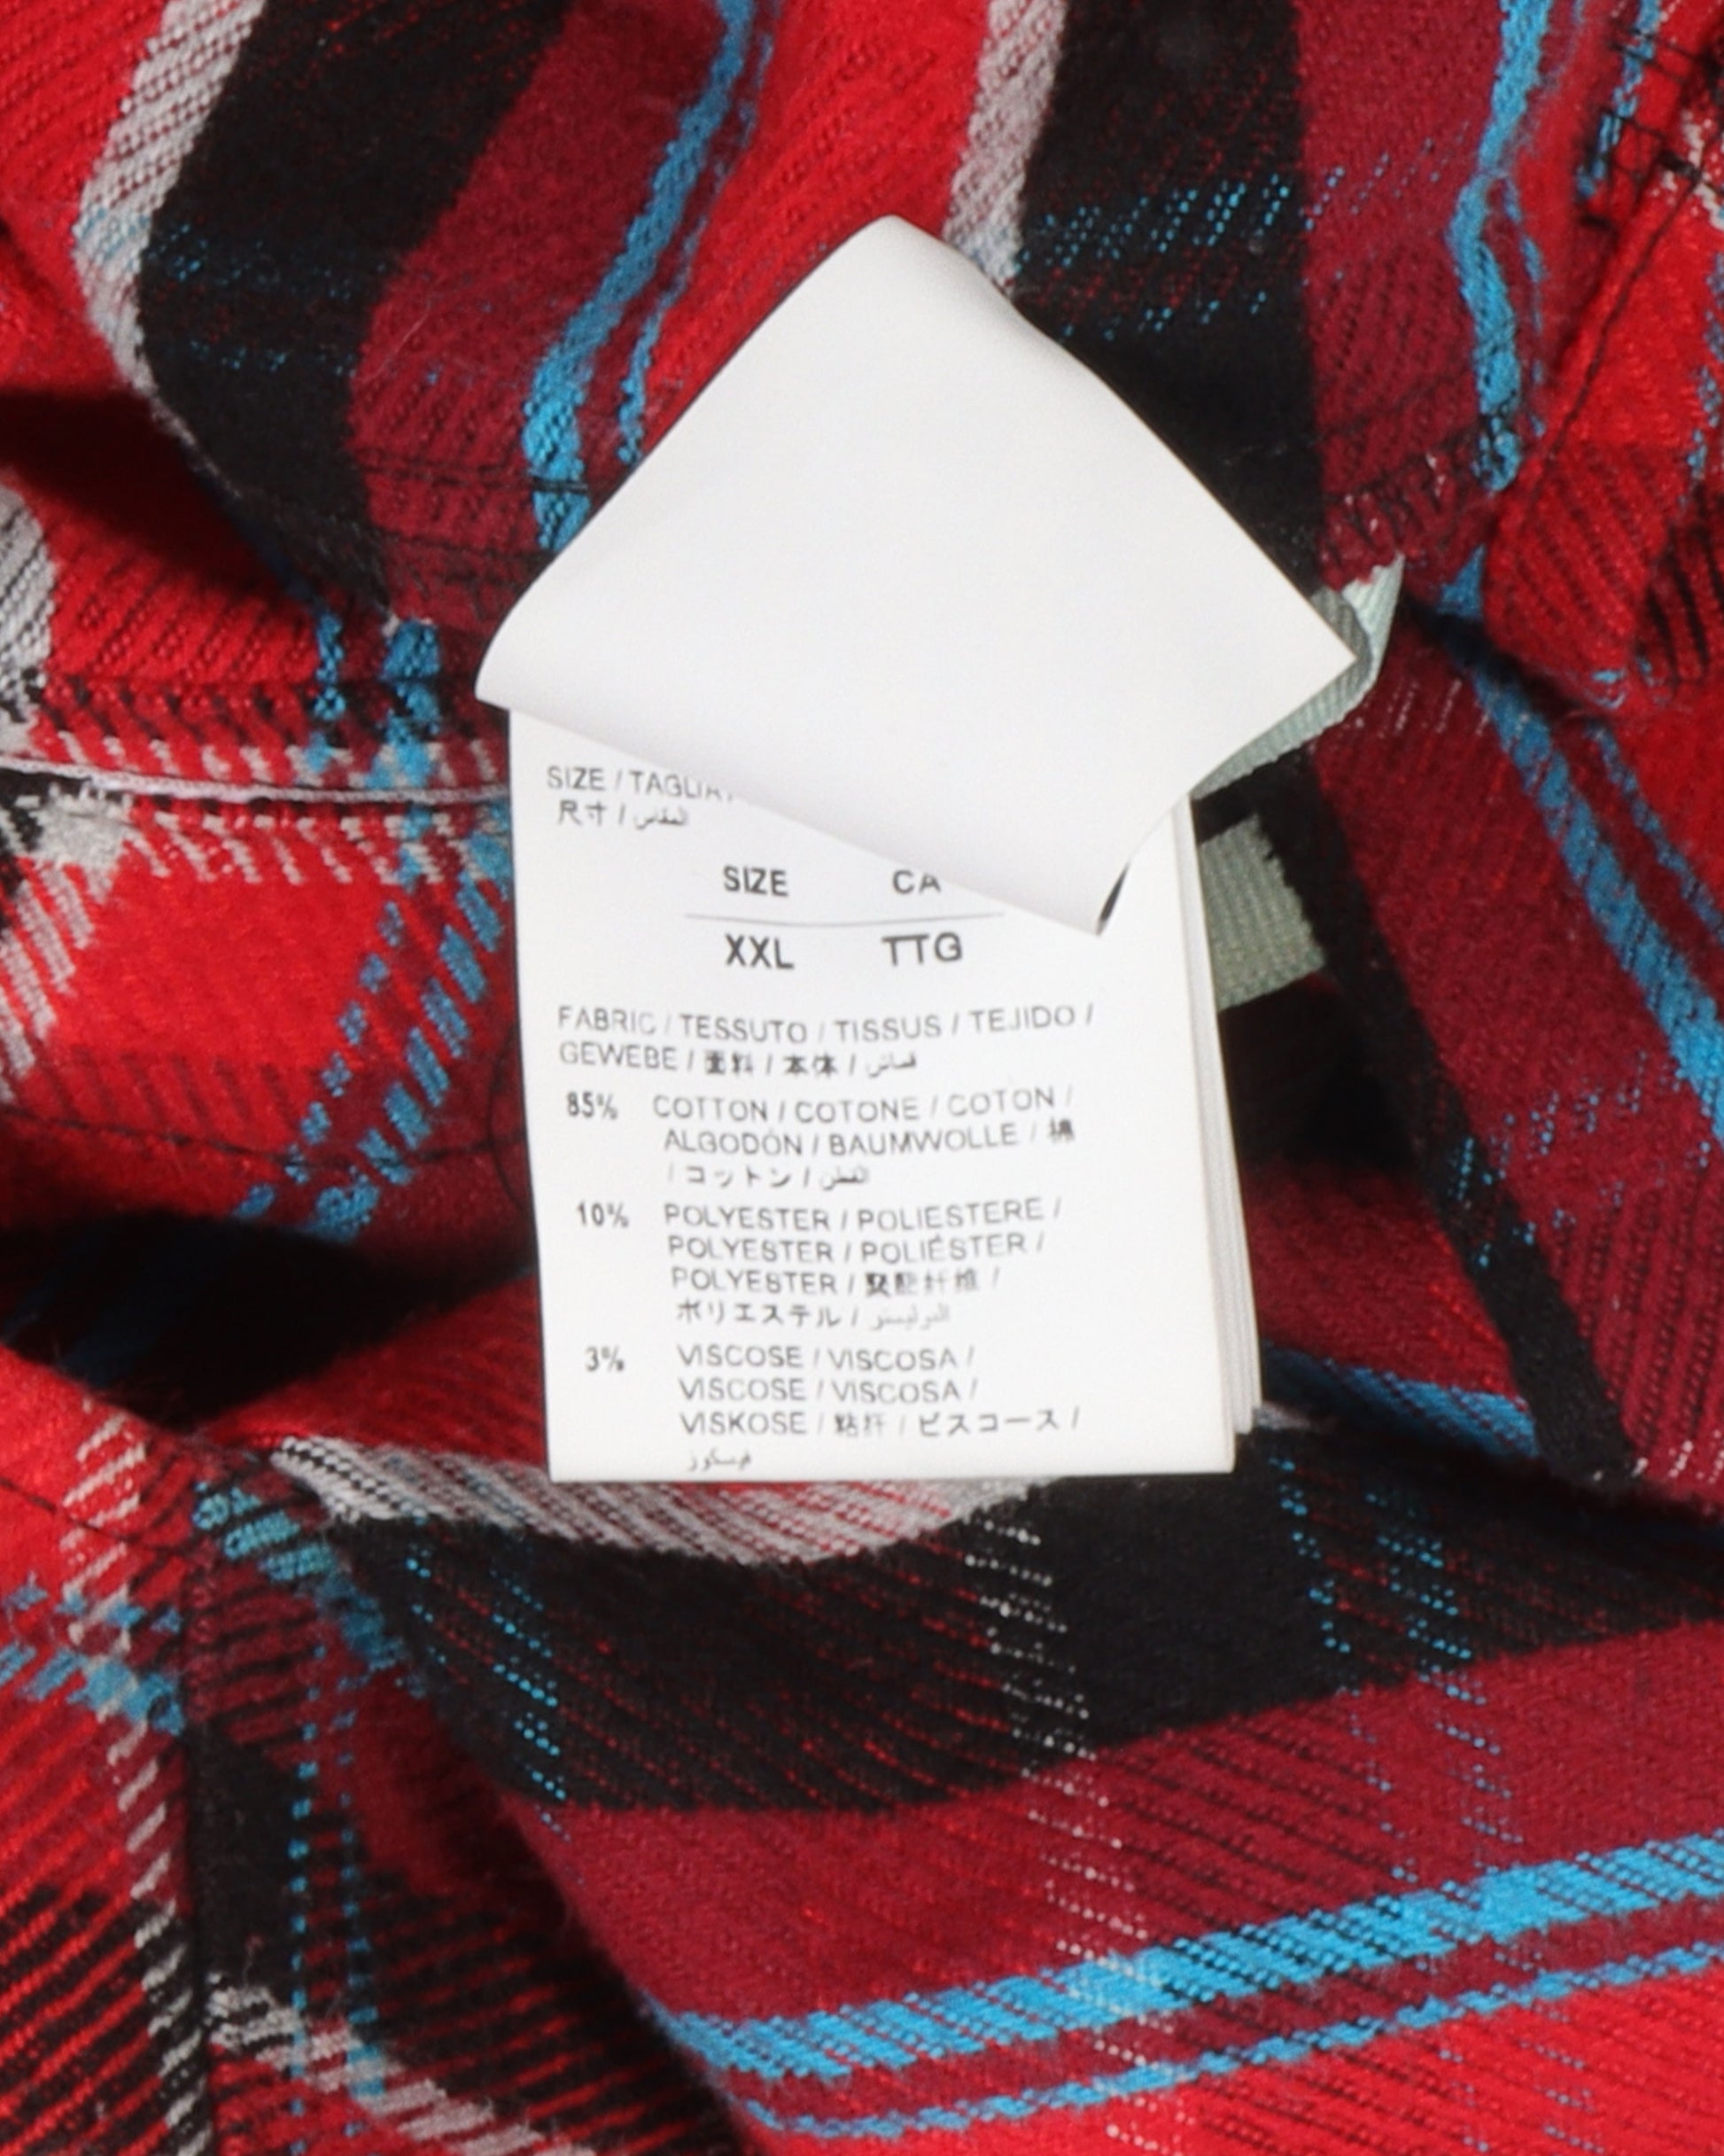 SIZE / TAGLIA /
尺寸 / المقاس
SIZE CA
XXL TTG
FABRIC / TESSUTO / TISSUS / TEJIDO /
GEWEBE / 面料 / 本体 / قماش
85% COTTON / COTONE / COTON /
ALGODÓN / BAUMWOLLE / 棉
/ コットン / القطن
10% POLYESTER / POLIESTERE /
POLYESTER / POLIÉSTER /
POLYESTER / 聚酯纤维 /
ポリエステル / البوليستر
3% VISCOSE / VISCOSA /
VISCOSE / VISCOSA /
VISKOSE / 粘纤 / ビスコース /
فيسكوز